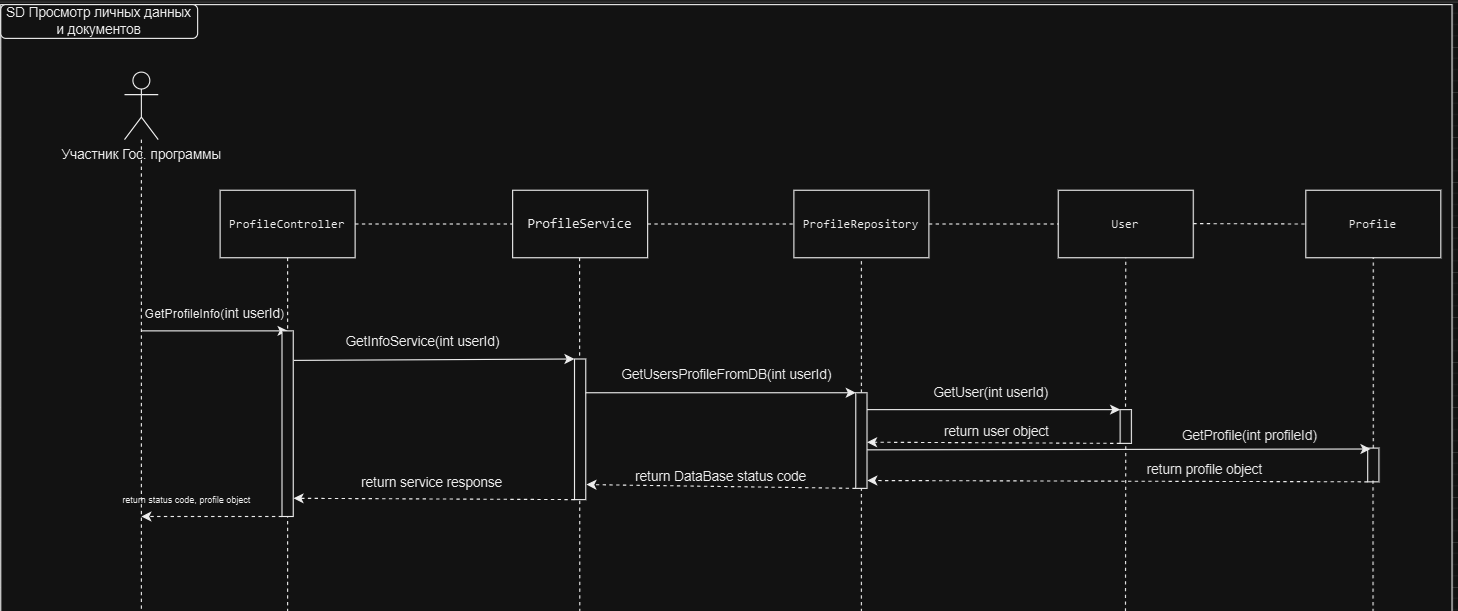 SD Просмотр личных данных
и документов
Участник Гос. программы
ProfileController
ProfileService
ProfileRepository
User
Profile
GetProfileInfo(int userId)
GetInfoService(int userId)
GetUsersProfileFromDB(int userId)
GetUser(int userId)
return user object
GetProfile(int profileId)
return profile object
return DataBase status code
return service response
return status code, profile object